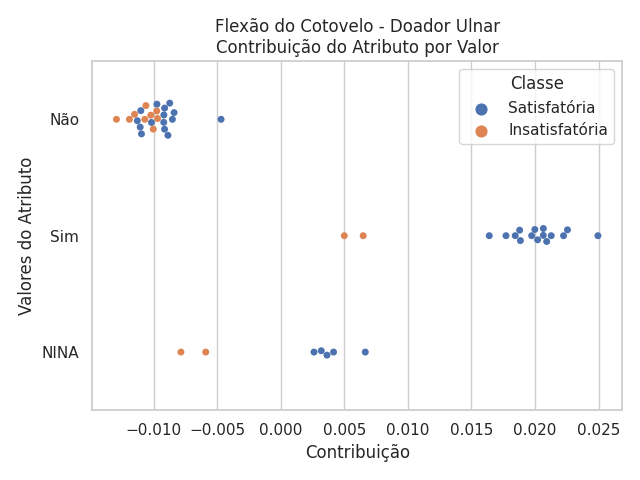 Flexão do Cotovelo - Doador Ulnar
Contribuição do Atributo por Valor
Classe
Satisfatória
Insatisfatória
Valores do Atributo
Não
Sim
NINA
−0.010 −0.005 0.000 0.005 0.010 0.015 0.020 0.025
Contribuição